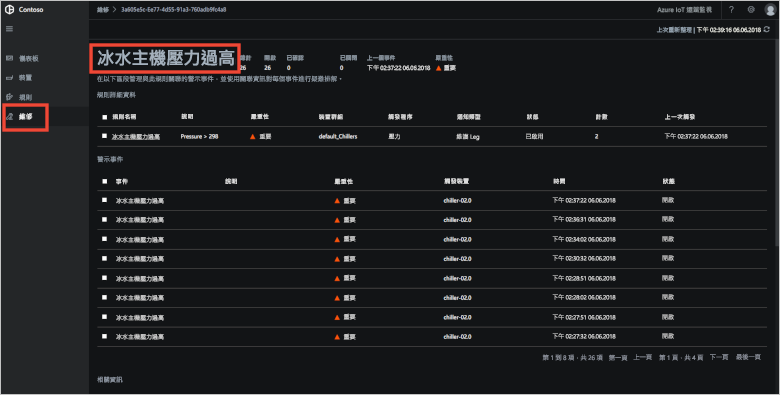 Contoso
維修 > 3a605e5c-6e77-4d55-91a3-760adb9fc4a8
Azure IoT 遠端監視
?
上次重新整理 | 下午 02:39:16 06.06.2018
儀表板
裝置
規則
維修
冰水主機壓力過高
總計 開啟 已確認 已關閉 上一個事件 嚴重性
26 26 0 0 下午 02:37:22 06.06.2018 重要
在以下區段管理與此規則關聯的警示事件,並使用關聯資訊對每個事件進行疑難排解。
規則詳細資料
規則名稱 說明 嚴重性 裝置群組 觸發程序 通知類型 狀態 計數 上一次觸發
冰水主機壓力過高 Pressure > 298 重要 default_Chillers 壓力 維護 Log 已啟用 2 下午 02:37:22 06.06.2018
警示事件
事件 說明 嚴重性 觸發裝置 時間 狀態
冰水主機壓力過高 重要 chiller-02.0 下午 02:37:22 06.06.2018 開啟
冰水主機壓力過高 重要 chiller-02.0 下午 02:36:31 06.06.2018 開啟
冰水主機壓力過高 重要 chiller-02.0 下午 02:34:02 06.06.2018 開啟
冰水主機壓力過高 重要 chiller-02.0 下午 02:30:32 06.06.2018 開啟
冰水主機壓力過高 重要 chiller-02.0 下午 02:28:51 06.06.2018 開啟
冰水主機壓力過高 重要 chiller-02.0 下午 02:28:02 06.06.2018 開啟
冰水主機壓力過高 重要 chiller-02.0 下午 02:27:51 06.06.2018 開啟
冰水主機壓力過高 重要 chiller-02.0 下午 02:27:32 06.06.2018 開啟
第 1 到 8 項,共 26 項 第一頁 上一頁 第 1 頁,共 4 頁 下一頁 最後一頁
相關資訊